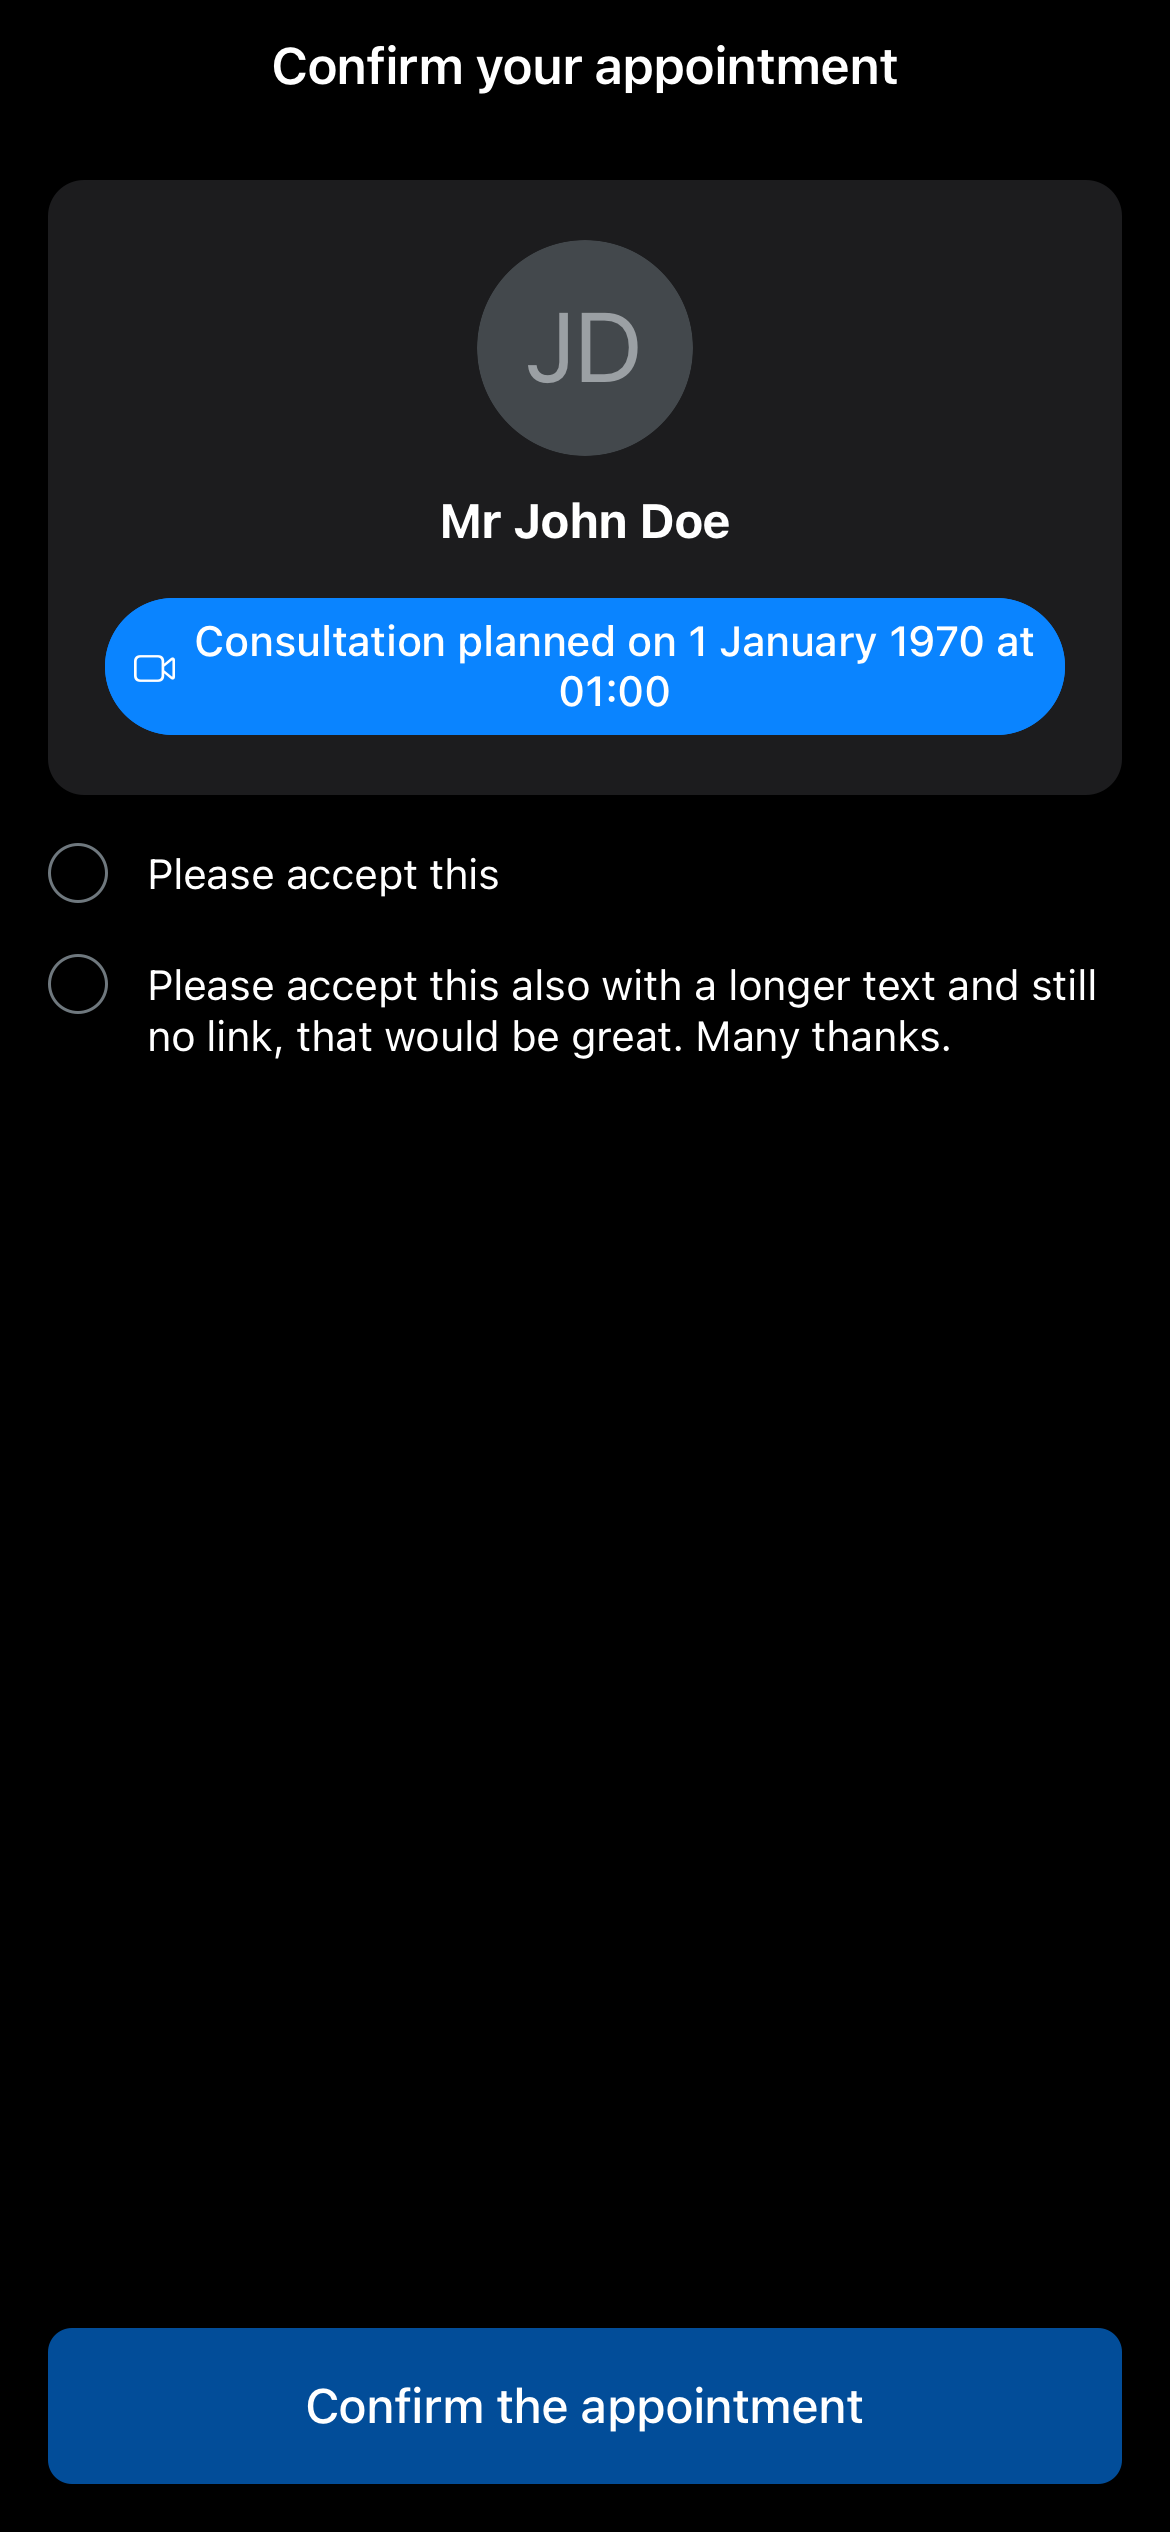 Confirm your appointment
JD
Mr John Doe
Consultation planned on 1 January 1970 at
01:00
Please accept this
Please accept this also with a longer text and still
no link, that would be great. Many thanks.
Confirm the appointment